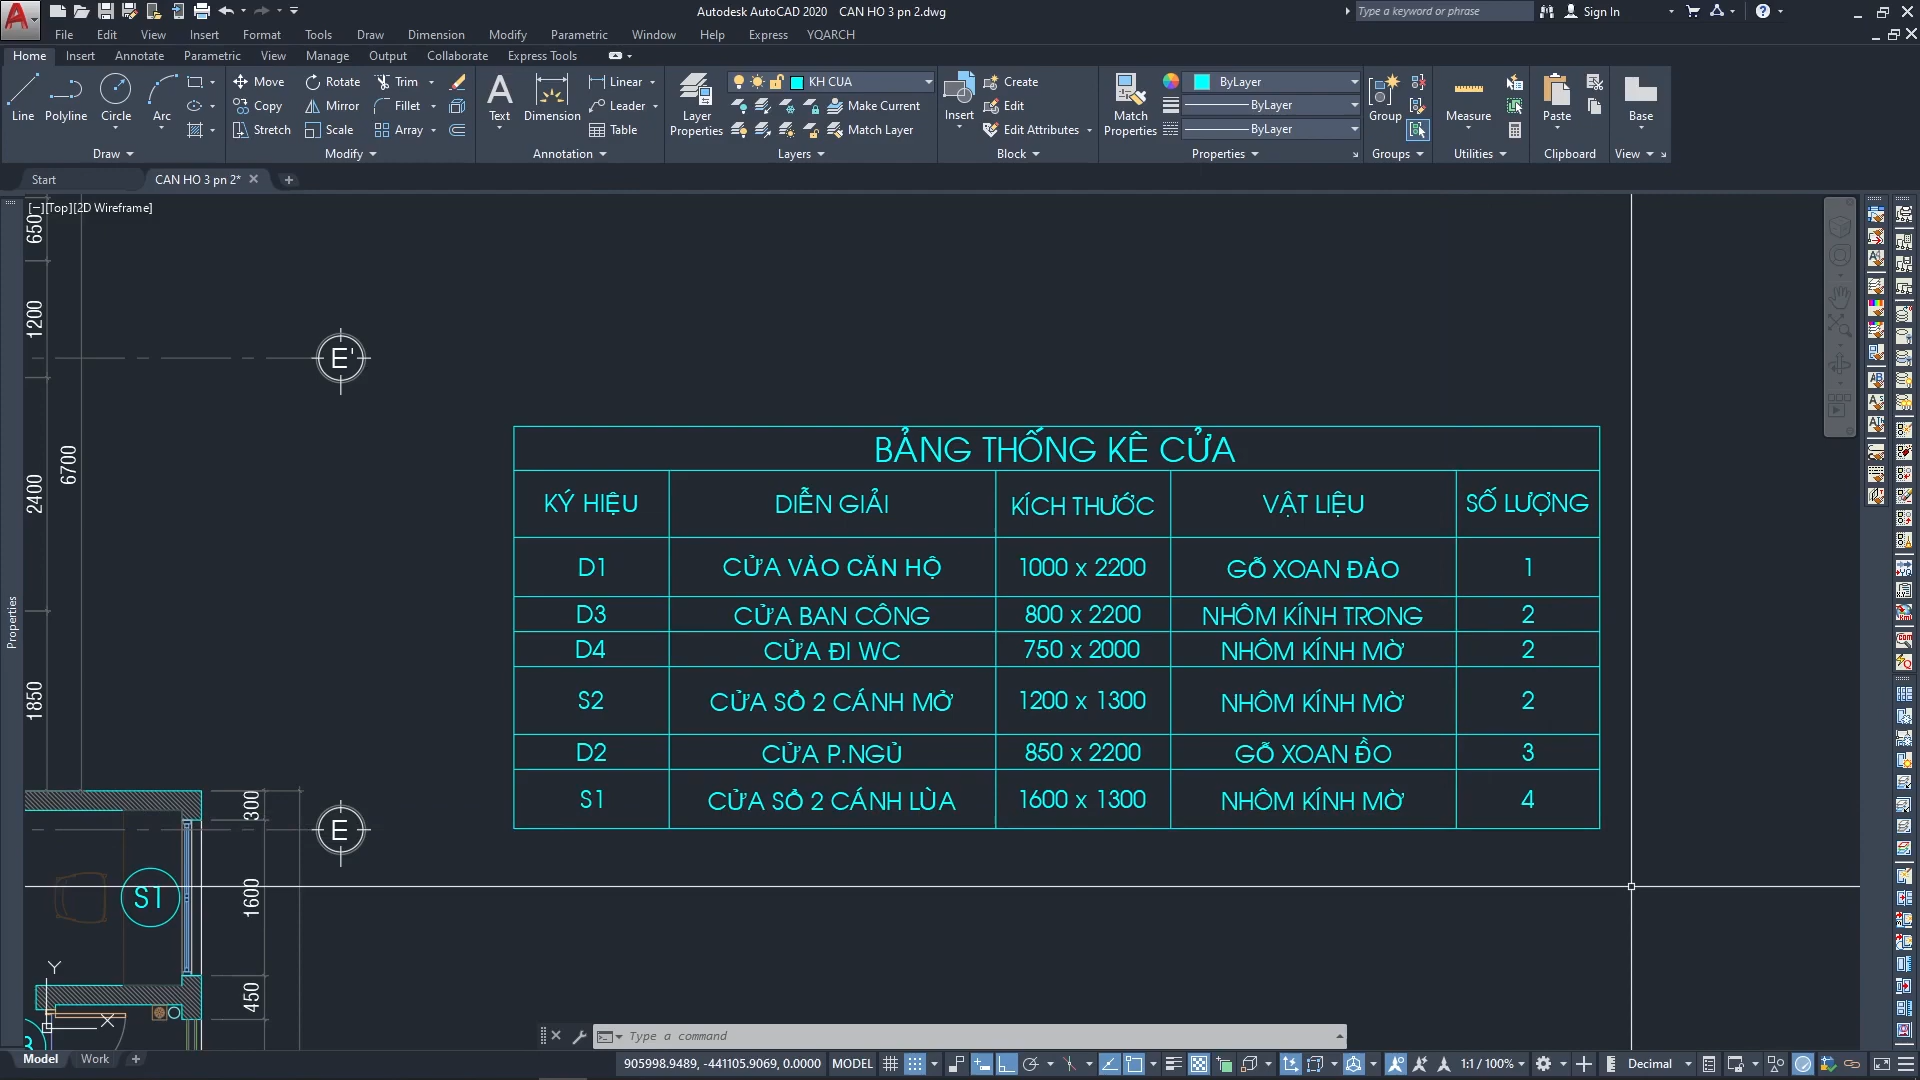 Autodesk AutoCAD 2020 CAN HO 3 pn 2.dwg
Type a keyword or phrase
Sign In
File Edit View Insert Format Tools Draw Dimension Modify Parametric Window Help Express YQARCH
Home Insert Annotate Parametric View Manage Output Collaborate Express Tools
Line Polyline Circle Arc
Draw
Move Rotate Trim
Copy Mirror Fillet
Stretch Scale Array
Modify
Text Dimension
Linear
Leader
Table
Annotation
Layer Properties
KH CUA
Make Current
Match Layer
Layers
Insert
Create
Edit
Edit Attributes
Block
Match Properties
ByLayer
ByLayer
ByLayer
Properties
Group
Groups
Measure
Utilities
Paste
Clipboard
Base
View
Start
CAN HO 3 pn 2*
[−][Top][2D Wireframe]
Properties
650
1200
2400
6700
1850
E'
E
300
1600
450
S1
Y
X
BẢNG THỐNG KÊ CỬA
KÝ HIỆU DIỄN GIẢI KÍCH THƯỚC VẬT LIỆU SỐ LƯỢNG
D1 CỬA VÀO CĂN HỘ 1000 x 2200 GỖ XOAN ĐÀO 1
D3 CỬA BAN CÔNG 800 x 2200 NHÔM KÍNH TRONG 2
D4 CỬA ĐI WC 750 x 2000 NHÔM KÍNH MỜ 2
S2 CỬA SỔ 2 CÁNH MỞ 1200 x 1300 NHÔM KÍNH MỜ 2
D2 CỬA P.NGỦ 850 x 2200 GỖ XOAN ĐỒO 3
S1 CỬA SỔ 2 CÁNH LÙA 1600 x 1300 NHÔM KÍNH MỜ 4
Type a command
Model Work
905998.9489, -441105.9069, 0.0000 MODEL
1:1 / 100%
Decimal